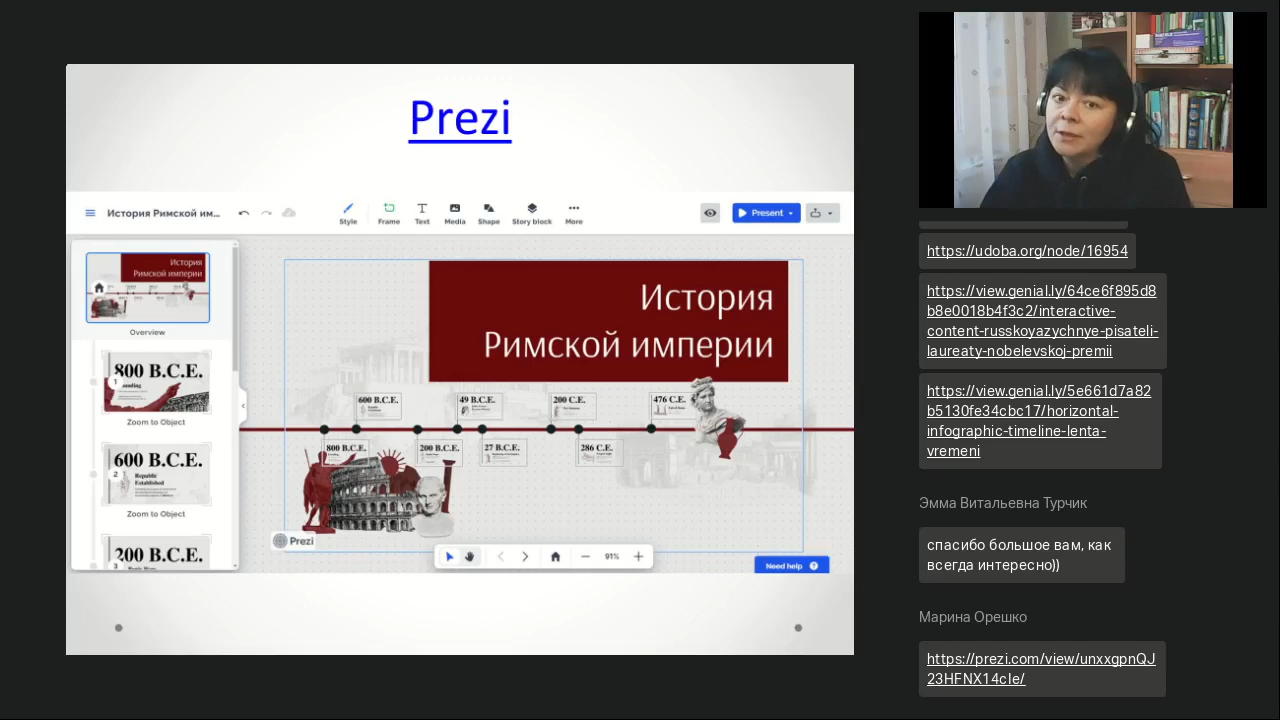 Prezi
История Римской им...
Style
Frame
Text
Media
Shape
Story block
More
Present
История
Римской империи
Overview
800 B.C.E.
1
Zoom to Object
600 B.C.E.
Republic
Established
2
Zoom to Object
200 B.C.E.
3
История
Римской империи
600 B.C.E.
49 B.C.E.
200 C.E.
476 C.E.
800 B.C.E.
200 B.C.E.
27 B.C.E.
286 C.E.
Prezi
91%
Need help ?
https://udoba.org/node/16954
https://view.genial.ly/64ce6f895d8
b8e0018b4f3c2/interactive-
content-russkoyazychnye-pisateli-
laureaty-nobelevskoj-premii
https://view.genial.ly/5e661d7a82
b5130fe34cbc17/horizontal-
infographic-timeline-lenta-
vremeni
Эмма Витальевна Турчик
спасибо большое вам, как
всегда интересно))
Марина Орешко
https://prezi.com/view/unxxgpnQJ
23HFNX14cIe/